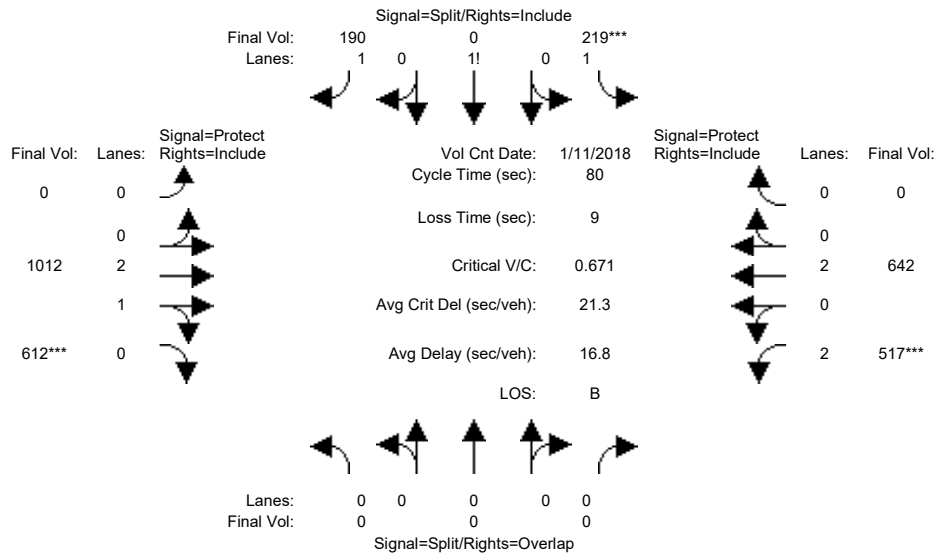 Signal=Split/Rights=Include
Final Vol: 190 0 219***
Lanes: 1 0 1! 0 1
Signal=Protect
Final Vol: Lanes: Rights=Include
Vol Cnt Date: 1/11/2018
Signal=Protect
Rights=Include Lanes: Final Vol:
Cycle Time (sec): 80
0 0
0 0
Loss Time (sec): 9
0
0
1012 2
Critical V/C: 0.671
2 642
1
Avg Crit Del (sec/veh): 21.3
0
612*** 0
Avg Delay (sec/veh): 16.8
2 517***
LOS: B
Lanes: 0 0 0 0 0
Final Vol: 0 0 0
Signal=Split/Rights=Overlap